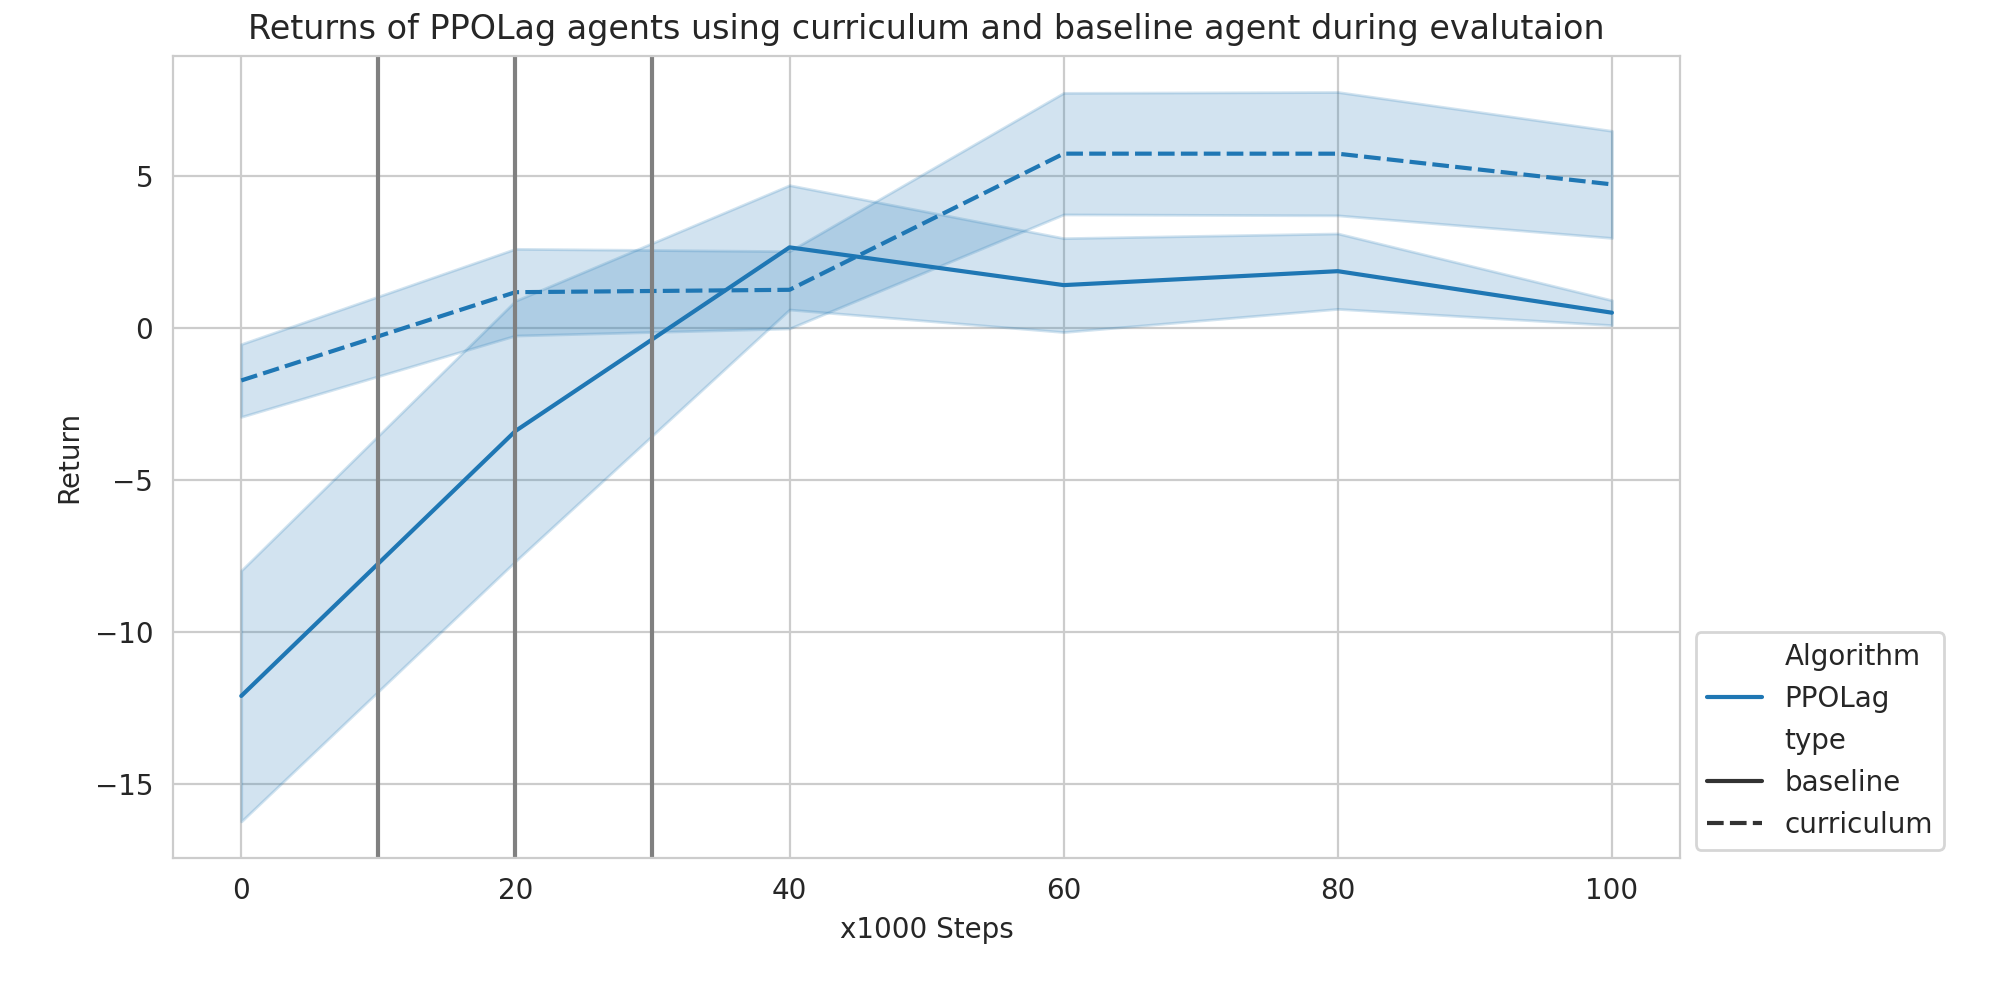 Returns of PPOLag agents using curriculum and baseline agent during evalutaion
5
0
−5
−10
−15
Return
0 20 40 60 80 100
x1000 Steps
Algorithm
PPOLag
type
baseline
curriculum